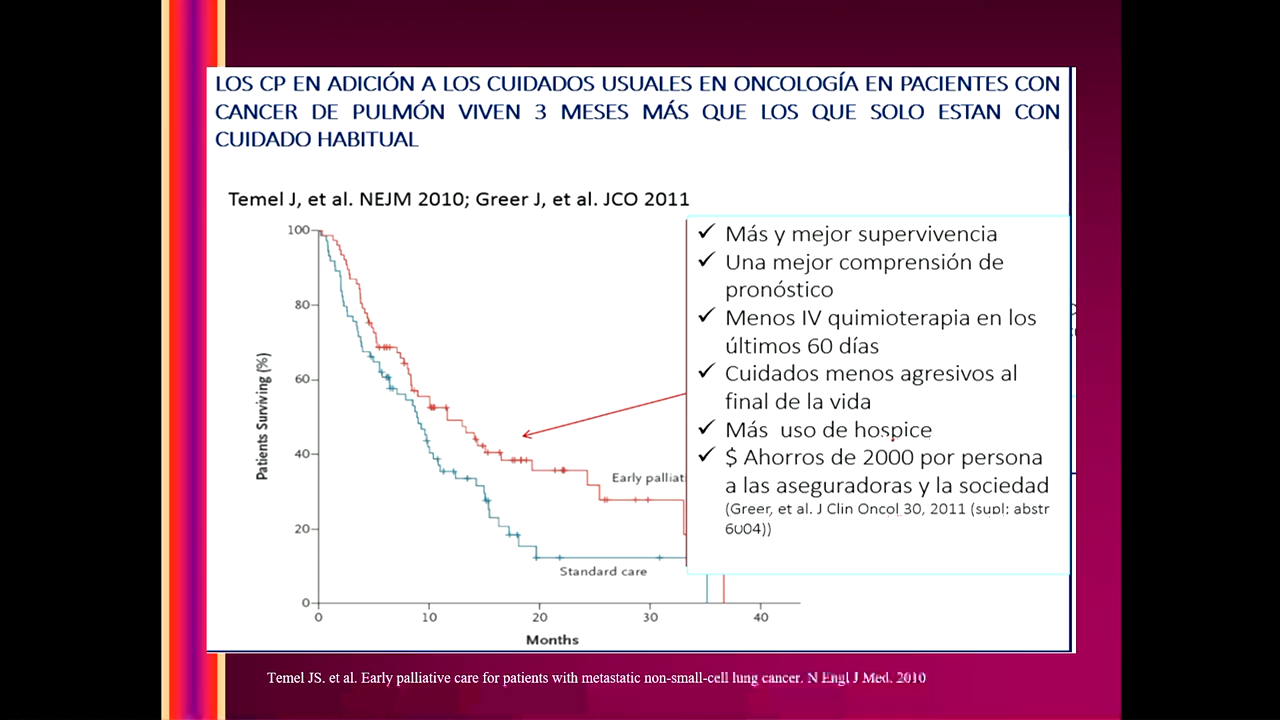 LOS CP EN ADICIÓN A LOS CUIDADOS USUALES EN ONCOLOGÍA EN PACIENTES CON
CANCER DE PULMÓN VIVEN 3 MESES MÁS QUE LOS QUE SOLO ESTAN CON
CUIDADO HABITUAL
Temel J, et al. NEJM 2010; Greer J, et al. JCO 2011
✓ Más y mejor supervivencia
✓ Una mejor comprensión de
pronóstico
✓ Menos IV quimioterapia en los
últimos 60 días
✓ Cuidados menos agresivos al
final de la vida
✓ Más uso de hospice
✓ $ Ahorros de 2000 por persona
a las aseguradoras y la sociedad
(Greer, et al. J Clin Oncol 30, 2011 (supl: abstr
6004))
Patients Surviving (%)
100
80
60
40
20
0
Early palliat
Standard care
0 10 20 30 40
Months
Temel JS. et al. Early palliative care for patients with metastatic non-small-cell lung cancer. N Engl J Med. 2010